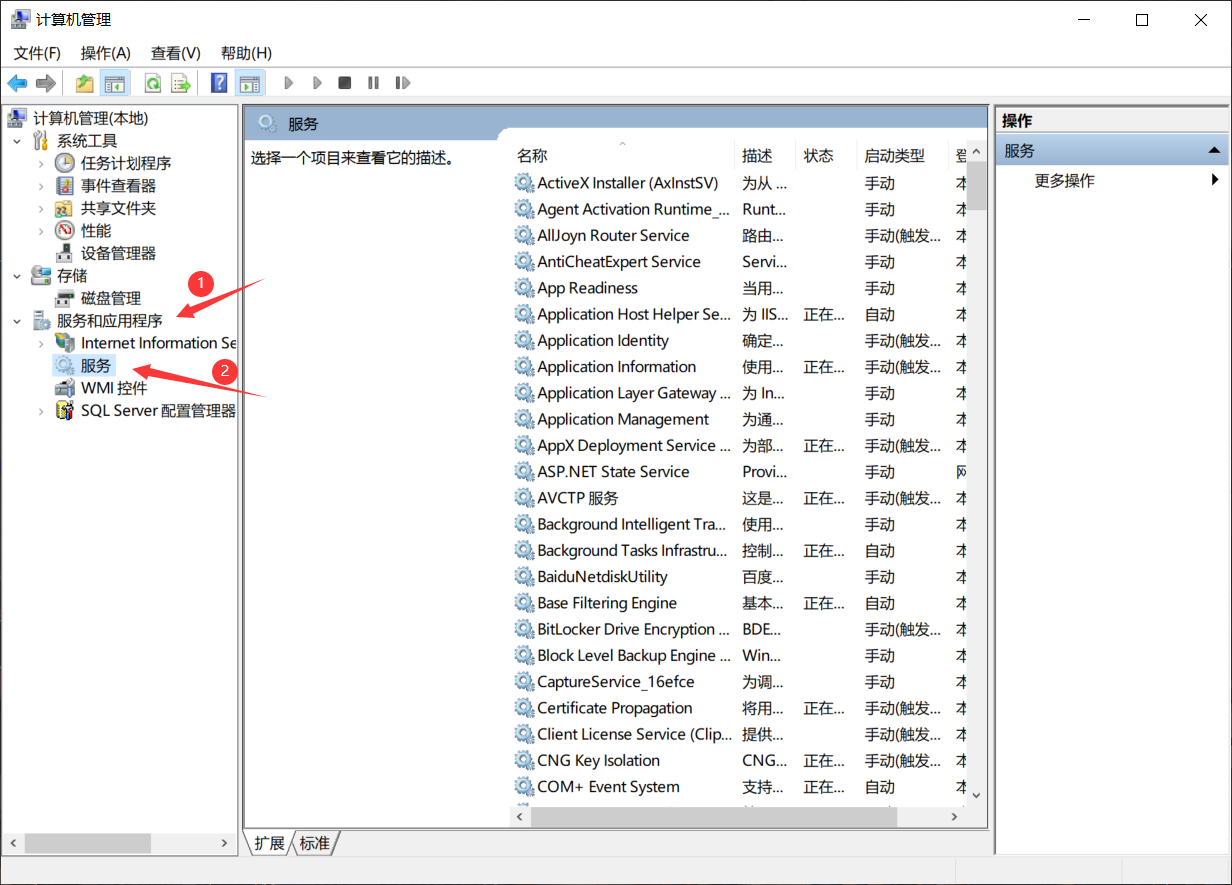 计算机管理
文件(F) 操作(A) 查看(V) 帮助(H)
计算机管理(本地)
系统工具
任务计划程序
事件查看器
共享文件夹
性能
设备管理器
存储
磁盘管理
服务和应用程序
Internet Information Se
服务
WMI 控件
SQL Server 配置管理器
1
2
服务
选择一个项目来查看它的描述。
名称 描述 状态 启动类型
ActiveX Installer (AxInstSV) 为从 ... 手动 本
Agent Activation Runtime_... Runt... 手动 本
AllJoyn Router Service 路由... 手动(触发... 本
AntiCheatExpert Service Servi... 手动 本
App Readiness 当用... 手动 本
Application Host Helper Se... 为 IIS... 正在... 自动 本
Application Identity 确定... 手动(触发... 本
Application Information 使用... 正在... 手动(触发... 本
Application Layer Gateway ... 为 In... 手动 本
Application Management 为通... 手动 本
AppX Deployment Service ... 为部... 正在... 手动(触发... 本
ASP.NET State Service Provi... 手动 网
AVCTP 服务 这是... 正在... 手动(触发... 本
Background Intelligent Tra... 使用... 手动 本
Background Tasks Infrastru... 控制... 正在... 自动 本
BaiduNetdiskUtility 百度... 手动 本
Base Filtering Engine 基本... 正在... 自动 本
BitLocker Drive Encryption ... BDE... 手动(触发... 本
Block Level Backup Engine ... Win... 手动 本
CaptureService_16efce 为调... 手动 本
Certificate Propagation 将用... 正在... 手动(触发... 本
Client License Service (Clip... 提供... 手动(触发... 本
CNG Key Isolation CNG... 正在... 手动(触发... 本
COM+ Event System 支持... 正在... 自动 本
扩展 标准
操作
服务
更多操作